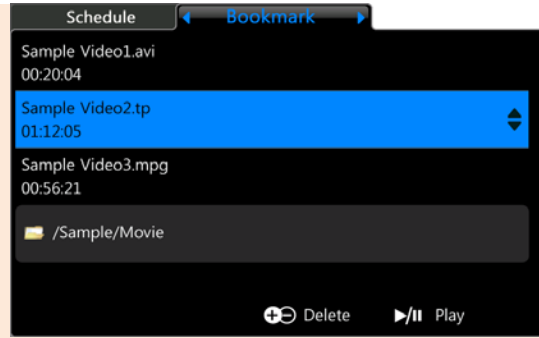 Schedule
Bookmark
Sample Video1.avi
00:20:04
Sample Video2.tp
01:12:05
Sample Video3.mpg
00:56:21
/Sample/Movie
Delete
Play